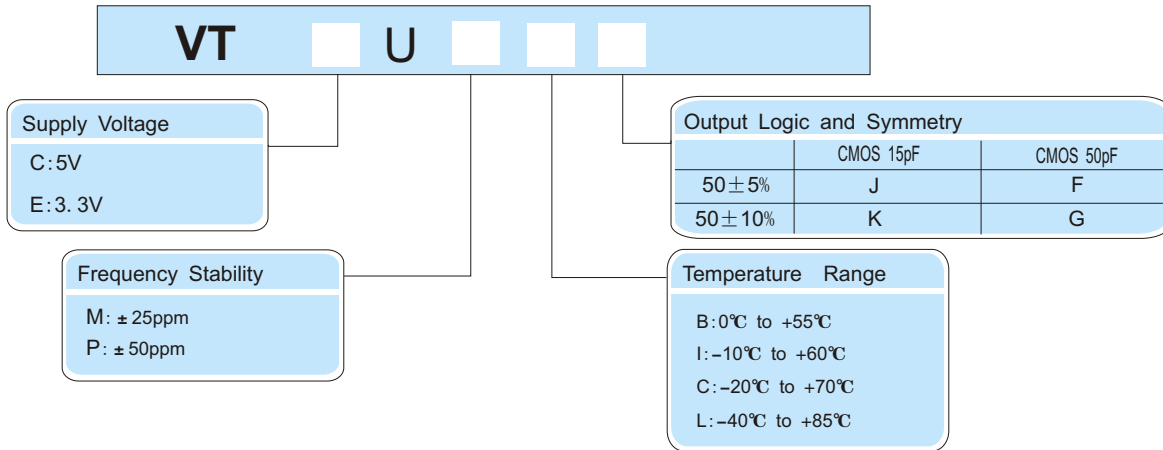 VT U
Supply Voltage
C:5V
E:3.3V
Frequency Stability
M: ±25ppm
P: ±50ppm
Output Logic and Symmetry
CMOS 15pF CMOS 50pF
50±5% J F
50±10% K G
Temperature Range
B:0℃ to +55℃
I:-10℃ to +60℃
C:-20℃ to +70℃
L:-40℃ to +85℃